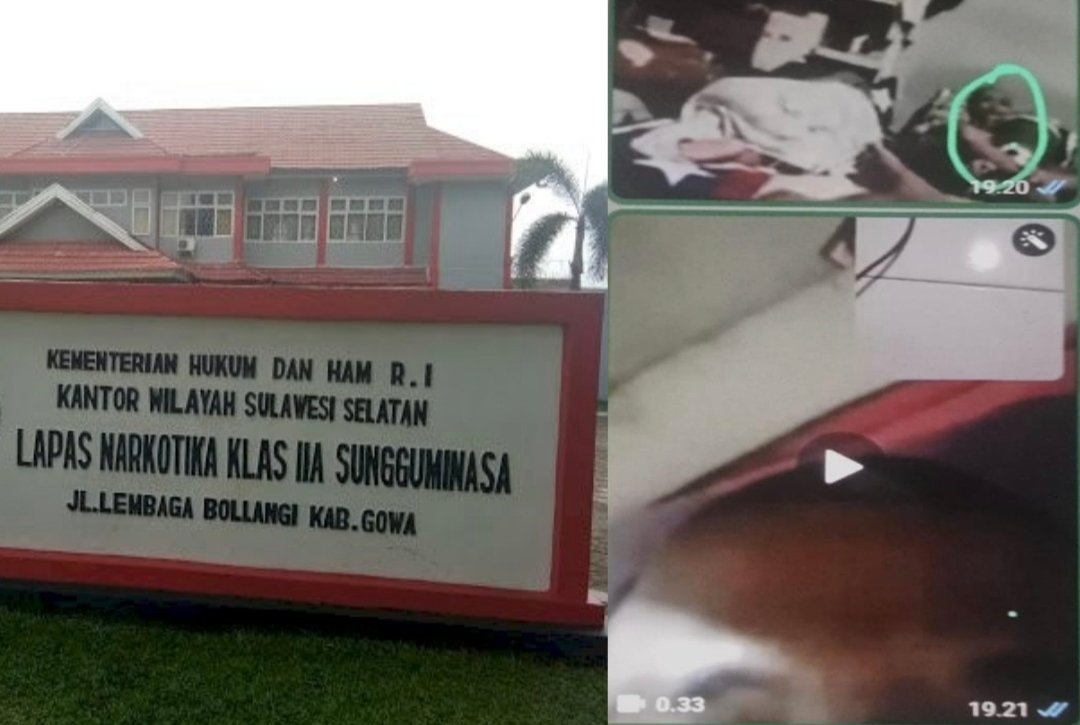 KEMENTERIAN HUKUM DAN HAM R.I
KANTOR WILAYAH SULAWESI SELATAN
LAPAS NARKOTIKA KLAS IIA SUNGGUMINASA
JL.LEMBAGA BOLLANGI KAB.GOWA
19.20
0.33
19.21